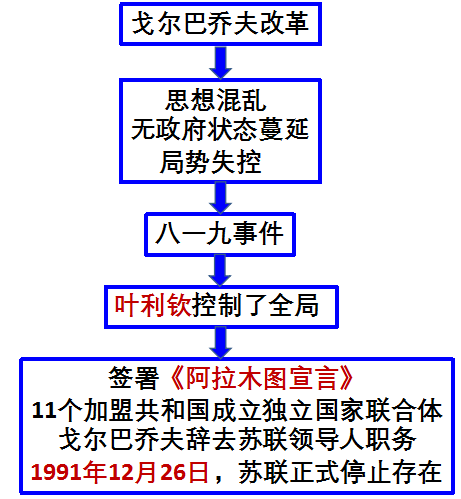 戈尔巴乔夫改革
思想混乱
无政府状态蔓延
局势失控
八一九事件
叶利钦控制了全局
签署《阿拉木图宣言》
11个加盟共和国成立独立国家联合体
戈尔巴乔夫辞去苏联领导人职务
1991年12月26日，苏联正式停止存在